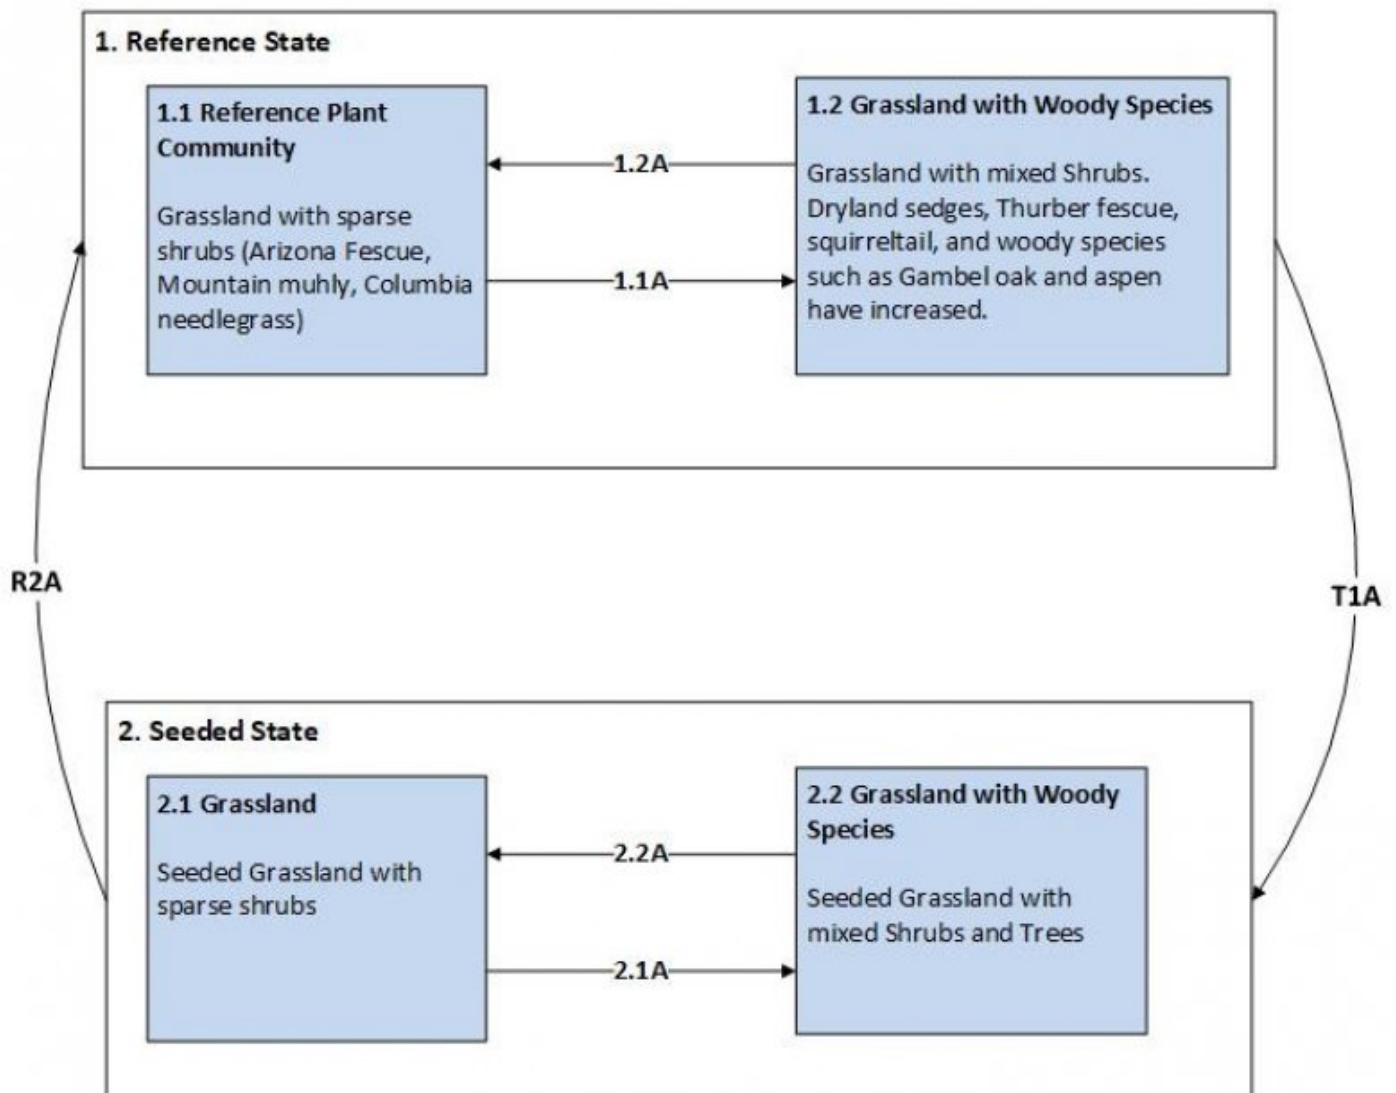 1. Reference State
1.1 Reference Plant
Community
Grassland with sparse
shrubs (Arizona Fescue,
Mountain muhly, Columbia
needlegrass)
1.2A
1.1A
1.2 Grassland with Woody Species
Grassland with mixed Shrubs.
Dryland sedges, Thurber fescue,
squirreltail, and woody species
such as Gambel oak and aspen
have increased.
R2A
T1A
2. Seeded State
2.1 Grassland
Seeded Grassland with
sparse shrubs
2.2A
2.1A
2.2 Grassland with Woody
Species
Seeded Grassland with
mixed Shrubs and Trees